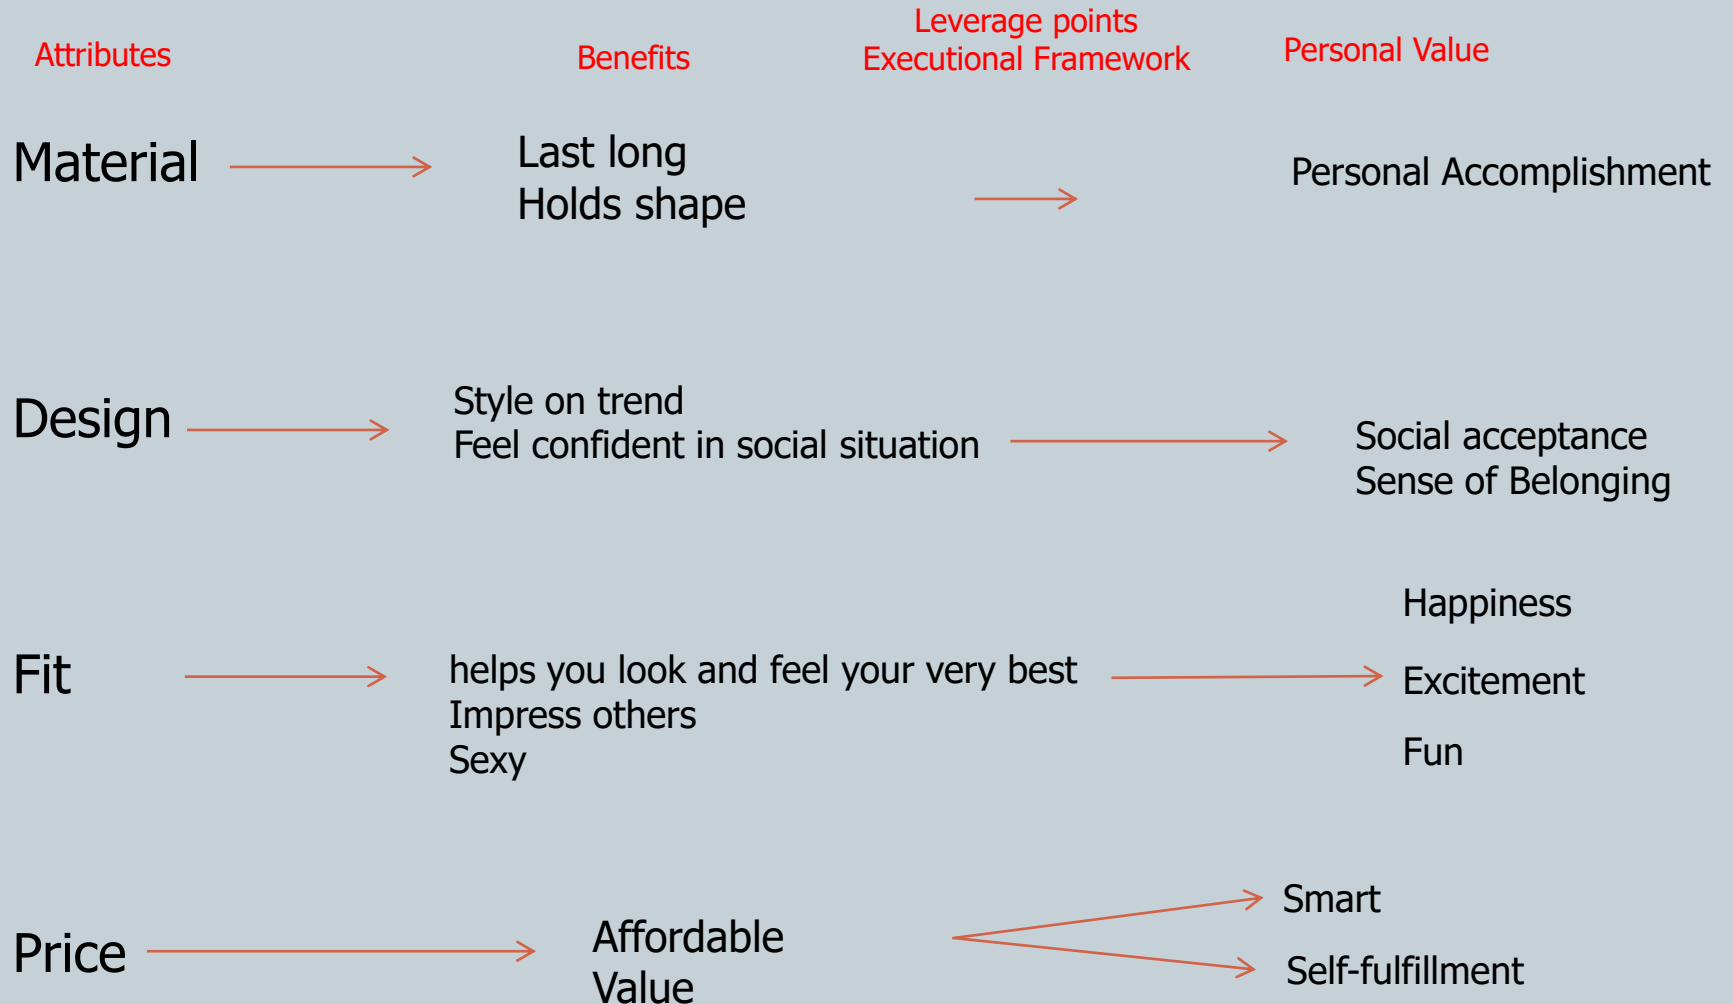 Attributes
Benefits
Leverage points
Executional Framework
Personal Value
Material
Last long
Holds shape
Personal Accomplishment
Design
Style on trend
Feel confident in social situation
Social acceptance
Sense of Belonging
Fit
helps you look and feel your very best
Impress others
Sexy
Happiness
Excitement
Fun
Price
Affordable
Value
Smart
Self-fulfillment